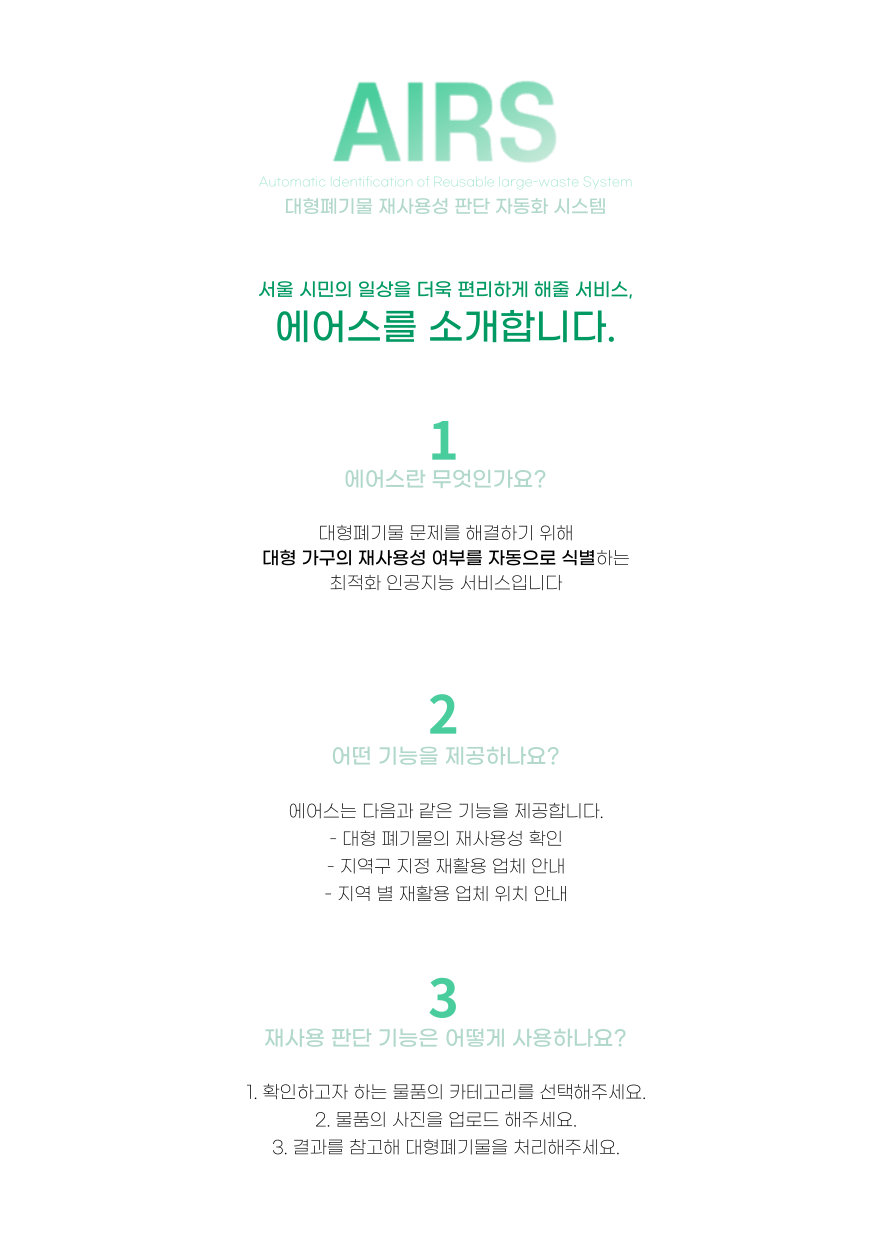 AIRS
Automatic Identification of Reusable large-waste System
대형폐기물 재사용성 판단 자동화 시스템
서울 시민의 일상을 더욱 편리하게 해줄 서비스,
에어스를 소개합니다.
1
에어스란 무엇인가요?
대형폐기물 문제를 해결하기 위해
대형 가구의 재사용성 여부를 자동으로 식별하는
최적화 인공지능 서비스입니다
2
어떤 기능을 제공하나요?
에어스는 다음과 같은 기능을 제공합니다.
- 대형 폐기물의 재사용성 확인
- 지역구 지정 재활용 업체 안내
- 지역 별 재활용 업체 위치 안내
3
재사용 판단 기능은 어떻게 사용하나요?
1. 확인하고자 하는 물품의 카테고리를 선택해주세요.
2. 물품의 사진을 업로드 해주세요.
3. 결과를 참고해 대형폐기물을 처리해주세요.